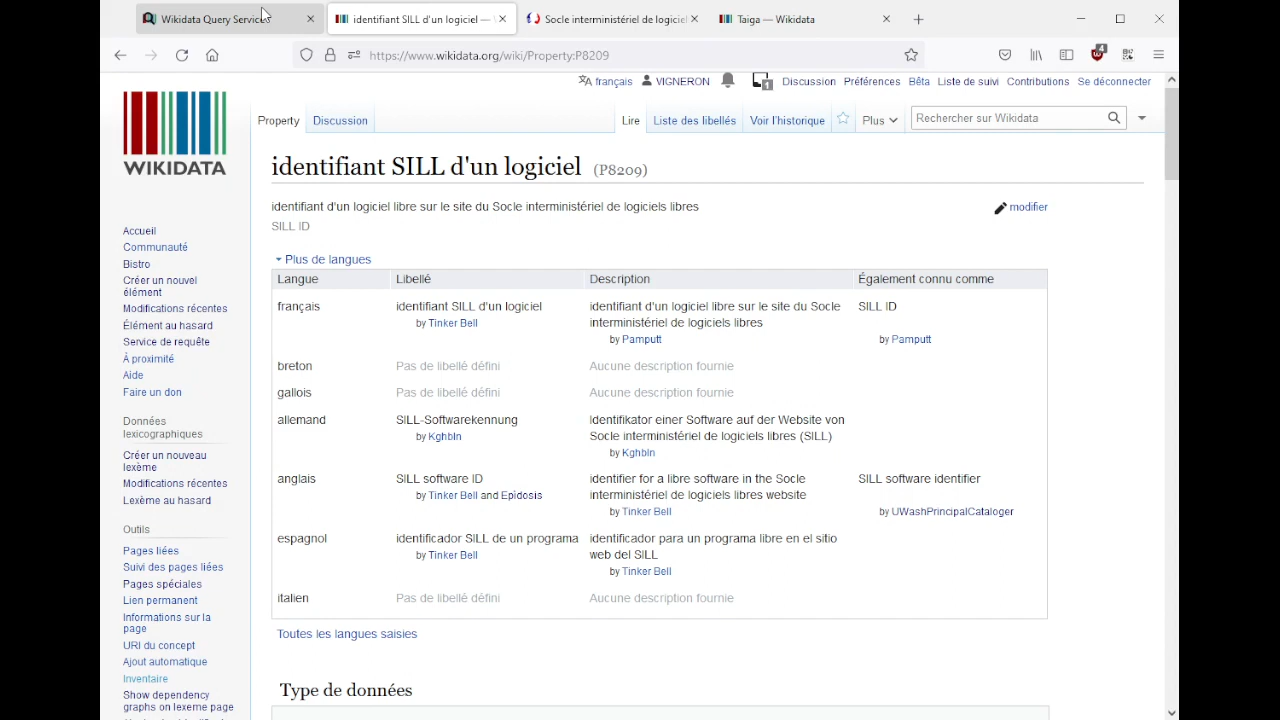 Wikidata Query Service
identifiant SILL d'un logiciel —
Socle interministériel de logiciel
Taiga — Wikidata
https://www.wikidata.org/wiki/Property:P8209
4
français
VIGNERON
1
Discussion
Préférences
Bêta
Liste de suivi
Contributions
Se déconnecter
WIKIDATA
Property
Discussion
Lire
Liste des libellés
Voir l'historique
Plus
Rechercher sur Wikidata
identifiant SILL d'un logiciel (P8209)
identifiant d'un logiciel libre sur le site du Socle interministériel de logiciels libres
modifier
SILL ID
Plus de langues
Langue Libellé Description Également connu comme
français identifiant SILL d'un logiciel identifiant d'un logiciel libre sur le site du Socle SILL ID
by Tinker Bell interministériel de logiciels libres
by Pamputt by Pamputt
breton Pas de libellé défini Aucune description fournie
gallois Pas de libellé défini Aucune description fournie
allemand SILL-Softwarekennung Identifikator einer Software auf der Website von
by Kghbln Socle interministériel de logiciels libres (SILL)
by Kghbln
anglais SILL software ID identifier for a libre software in the Socle SILL software identifier
by Tinker Bell and Epidosis interministériel de logiciels libres website
by Tinker Bell by UWashPrincipalCataloger
espagnol identificador SILL de un programa identificador para un programa libre en el sitio
by Tinker Bell web del SILL
by Tinker Bell
italien Pas de libellé défini Aucune description fournie
Toutes les langues saisies
Type de données
Accueil
Communauté
Bistro
Créer un nouvel
élément
Modifications récentes
Élément au hasard
Service de requête
À proximité
Aide
Faire un don
Données
lexicographiques
Créer un nouveau
lexème
Modifications récentes
Lexème au hasard
Outils
Pages liées
Suivi des pages liées
Pages spéciales
Lien permanent
Informations sur la
page
URI du concept
Ajout automatique
Inventaire
Show dependency
graphs on lexeme page